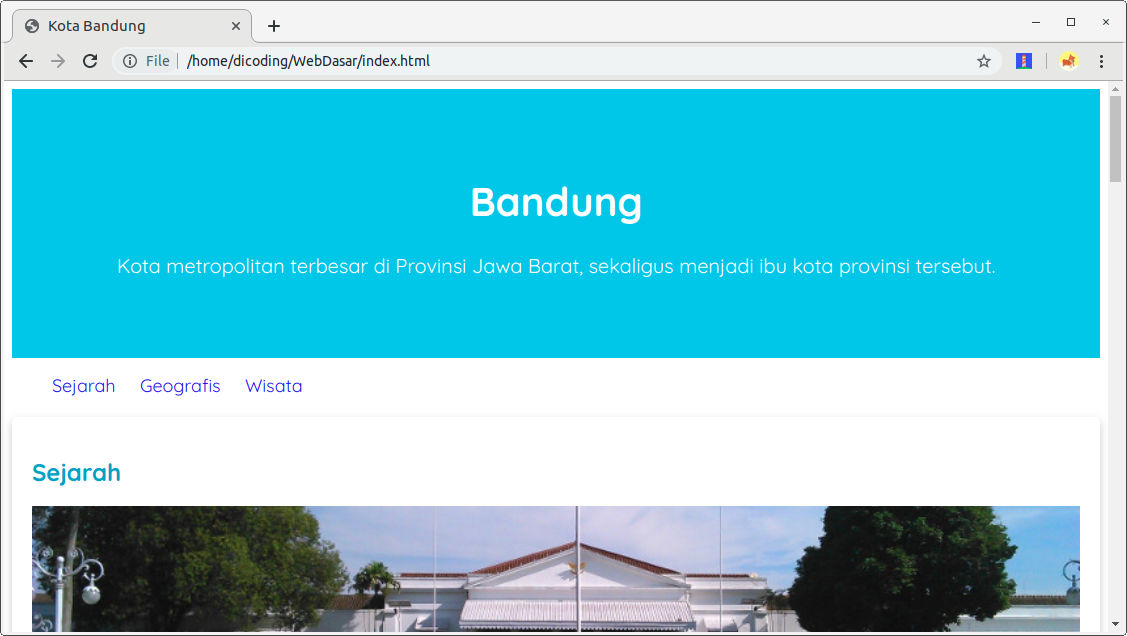 Kota Bandung
File /home/dicoding/WebDasar/index.html
Bandung
Kota metropolitan terbesar di Provinsi Jawa Barat, sekaligus menjadi ibu kota provinsi tersebut.
Sejarah Geografis Wisata
Sejarah